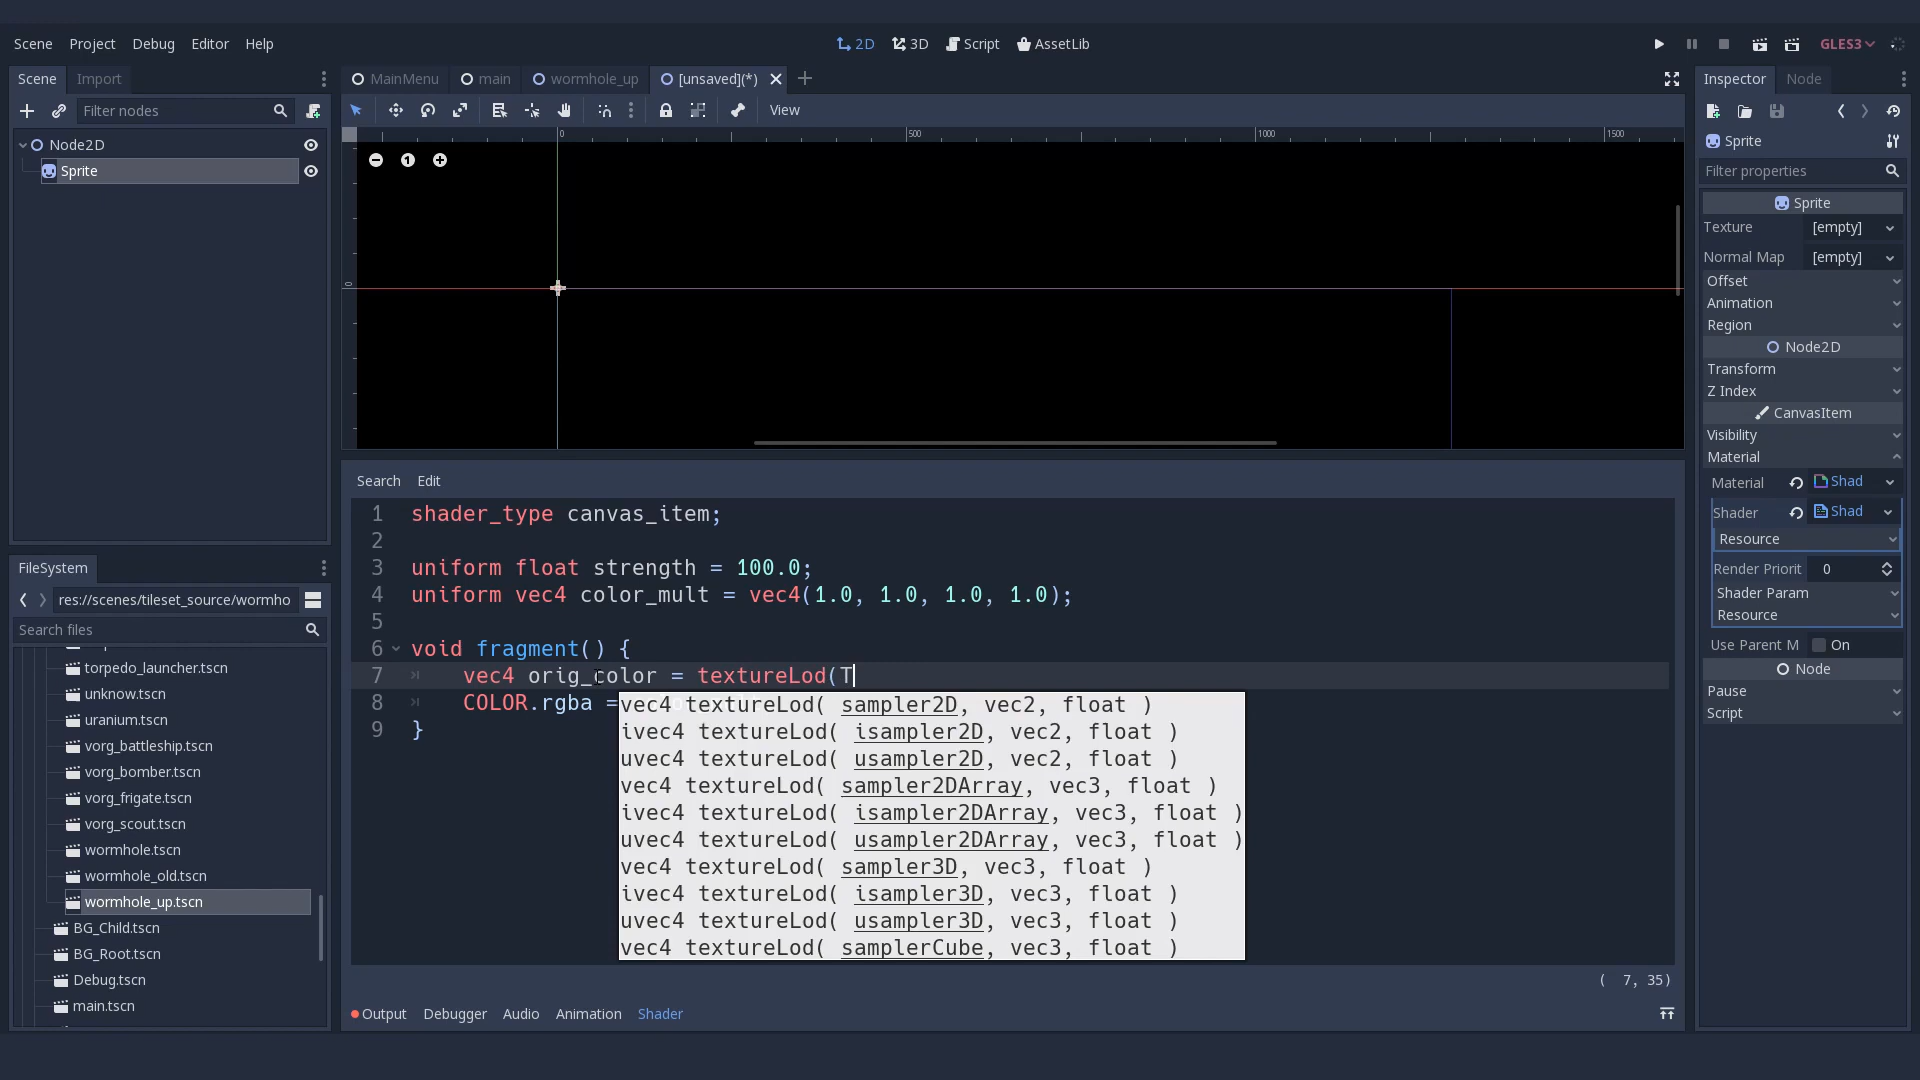 Scene Project Debug Editor Help
2D 3D Script AssetLib
GLES3
Scene Import
Filter nodes
Node2D
Sprite
MainMenu main wormhole_up [unsaved](*)
View
0 500 1000 1500
0
Search Edit
1 shader_type canvas_item;
2
3 uniform float strength = 100.0;
4 uniform vec4 color_mult = vec4(1.0, 1.0, 1.0, 1.0);
5
6 void fragment() {
7 vec4 orig_color = textureLod(T
8 COLOR.rgba =
9 }
vec4 textureLod( sampler2D, vec2, float )
ivec4 textureLod( isampler2D, vec2, float )
uvec4 textureLod( usampler2D, vec2, float )
vec4 textureLod( sampler2DArray, vec3, float )
ivec4 textureLod( isampler2DArray, vec3, float )
uvec4 textureLod( usampler2DArray, vec3, float )
vec4 textureLod( sampler3D, vec3, float )
ivec4 textureLod( isampler3D, vec3, float )
uvec4 textureLod( usampler3D, vec3, float )
vec4 textureLod( samplerCube, vec3, float )
( 7, 35)
Output Debugger Audio Animation Shader
FileSystem
res://scenes/tileset_source/wormho
Search files
torpedo_launcher.tscn
unknow.tscn
uranium.tscn
vorg_battleship.tscn
vorg_bomber.tscn
vorg_frigate.tscn
vorg_scout.tscn
wormhole.tscn
wormhole_old.tscn
wormhole_up.tscn
BG_Child.tscn
BG_Root.tscn
Debug.tscn
main.tscn
Inspector Node
Sprite
Filter properties
Sprite
Texture [empty]
Normal Map [empty]
Offset
Animation
Region
Node2D
Transform
Z Index
CanvasItem
Visibility
Material
Material Shad
Shader Shad
Resource
Render Priorit 0
Shader Param
Resource
Use Parent M On
Node
Pause
Script